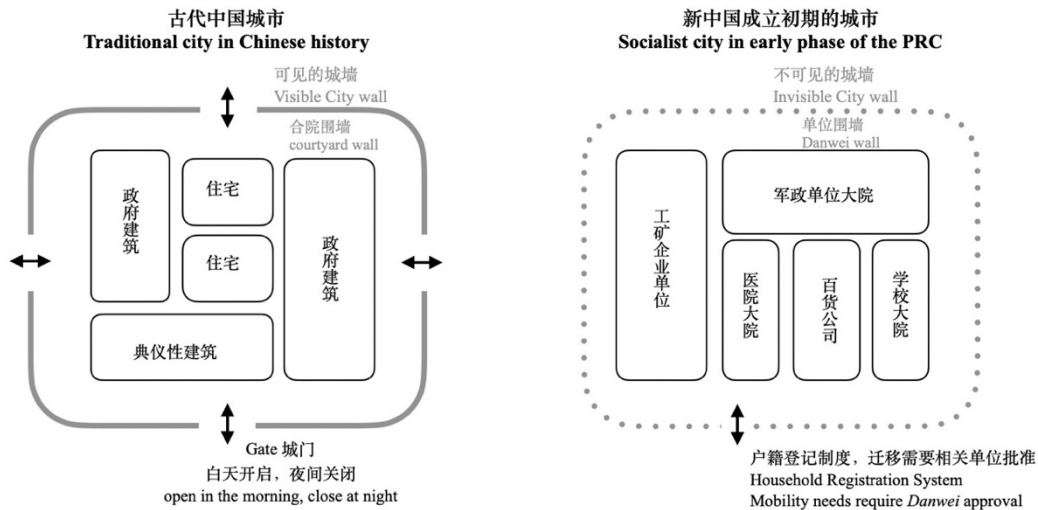 古代中国城市
Traditional city in Chinese history
可见的城墙
Visible City wall
合院围墙
courtyard wall
政府建筑
住宅
住宅
政府建筑
典仪性建筑
Gate 城门
白天开启，夜间关闭
open in the morning, close at night
新中国成立初期的城市
Socialist city in early phase of the PRC
不可见的城墙
Invisible City wall
单位围墙
Danwei wall
工矿企业单位
军政单位大院
医院大院
百货公司
学校大院
户籍登记制度，迁移需要相关单位批准
Household Registration System
Mobility needs require Danwei approval